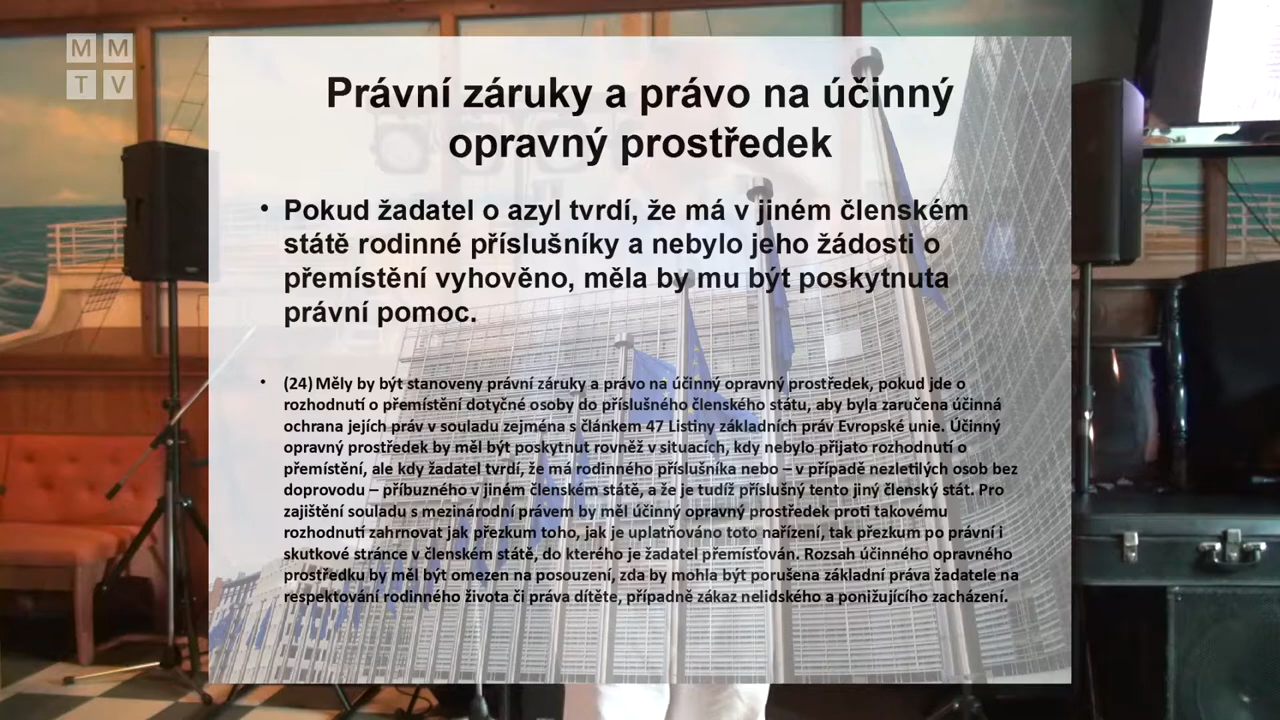 M M
T V
Právní záruky a právo na účinný
opravný prostředek
• Pokud žadatel o azyl tvrdí, že má v jiném členském
státě rodinné příslušníky a nebylo jeho žádosti o
přemístění vyhověno, měla by mu být poskytnuta
právní pomoc.
• (24) Měly by být stanoveny právní záruky a právo na účinný opravný prostředek, pokud jde o
rozhodnutí o přemístění dotyčné osoby do příslušného členského státu, aby byla zaručena účinná
ochrana jejích práv v souladu zejména s článkem 47 Listiny základních práv Evropské unie. Účinný
opravný prostředek by měl být poskytnut rovněž v situacích, kdy nebylo přijato rozhodnutí o
přemístění, ale kdy žadatel tvrdí, že má rodinného příslušníka nebo – v případě nezletilých osob bez
doprovodu – příbuzného v jiném členském státě, a že je tudíž příslušný tento jiný členský stát. Pro
zajištění souladu s mezinárodní právem by měl účinný opravný prostředek proti takovému
rozhodnutí zahrnovat jak přezkum toho, jak je uplatňováno toto nařízení, tak přezkum po právní i
skutkové stránce v členském státě, do kterého je žadatel přemísťován. Rozsah účinného opravného
prostředku by měl být omezen na posouzení, zda by mohla být porušena základní práva žadatele na
respektování rodinného života či práva dítěte, případně zákaz nelidského a ponižujícího zacházení.